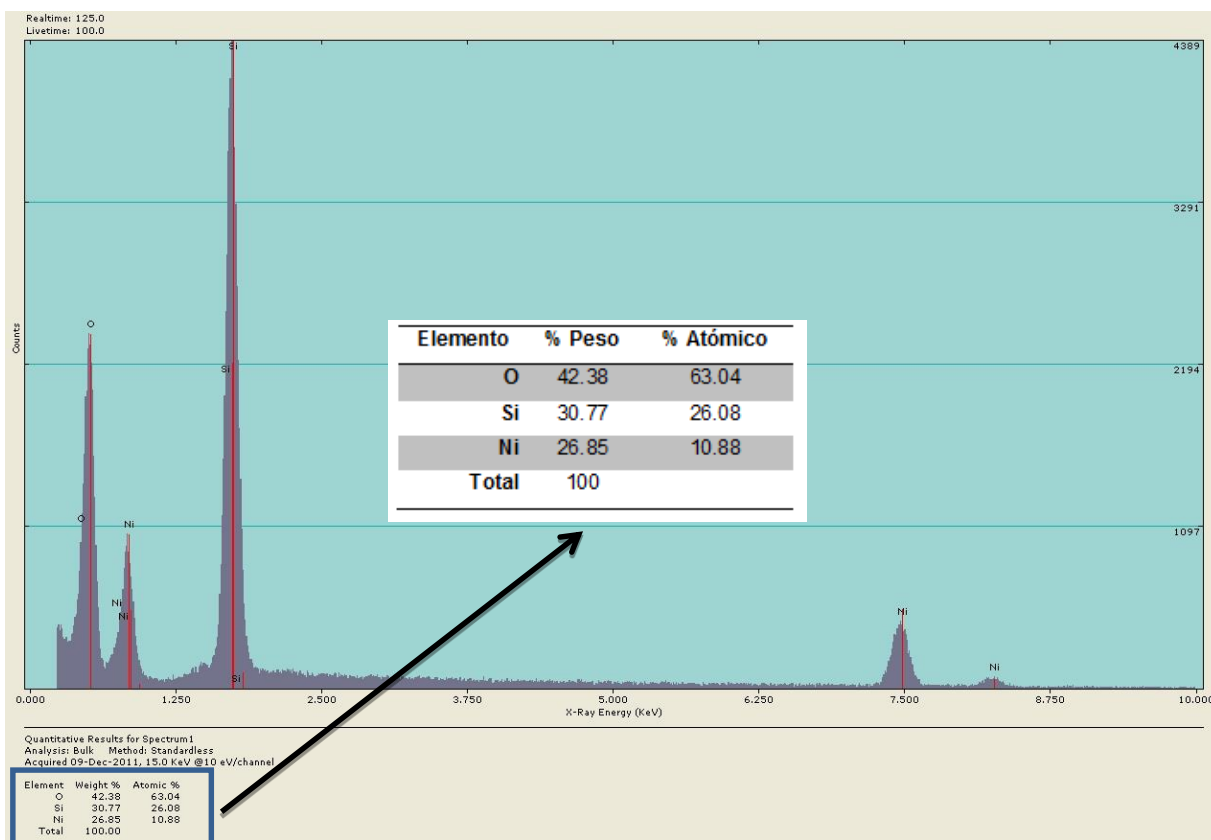 Realtime: 125.0
Livetime: 100.0
Si
4389
3291
O
Si
2194
O
Ni
1097
Ni
Ni
Si
Ni
Ni
Counts
0.000 1.250 2.500 3.750 5.000 6.250 7.500 8.750 10.000
X-Ray Energy (KeV)
Elemento % Peso % Atómico
O 42.38 63.04
Si 30.77 26.08
Ni 26.85 10.88
Total 100
Quantitative Results for Spectrum1
Analysis: Bulk Method: Standardless
Acquired 09-Dec-2011, 15.0 KeV @10 eV/channel
Element Weight % Atomic %
O 42.38 63.04
Si 30.77 26.08
Ni 26.85 10.88
Total 100.00